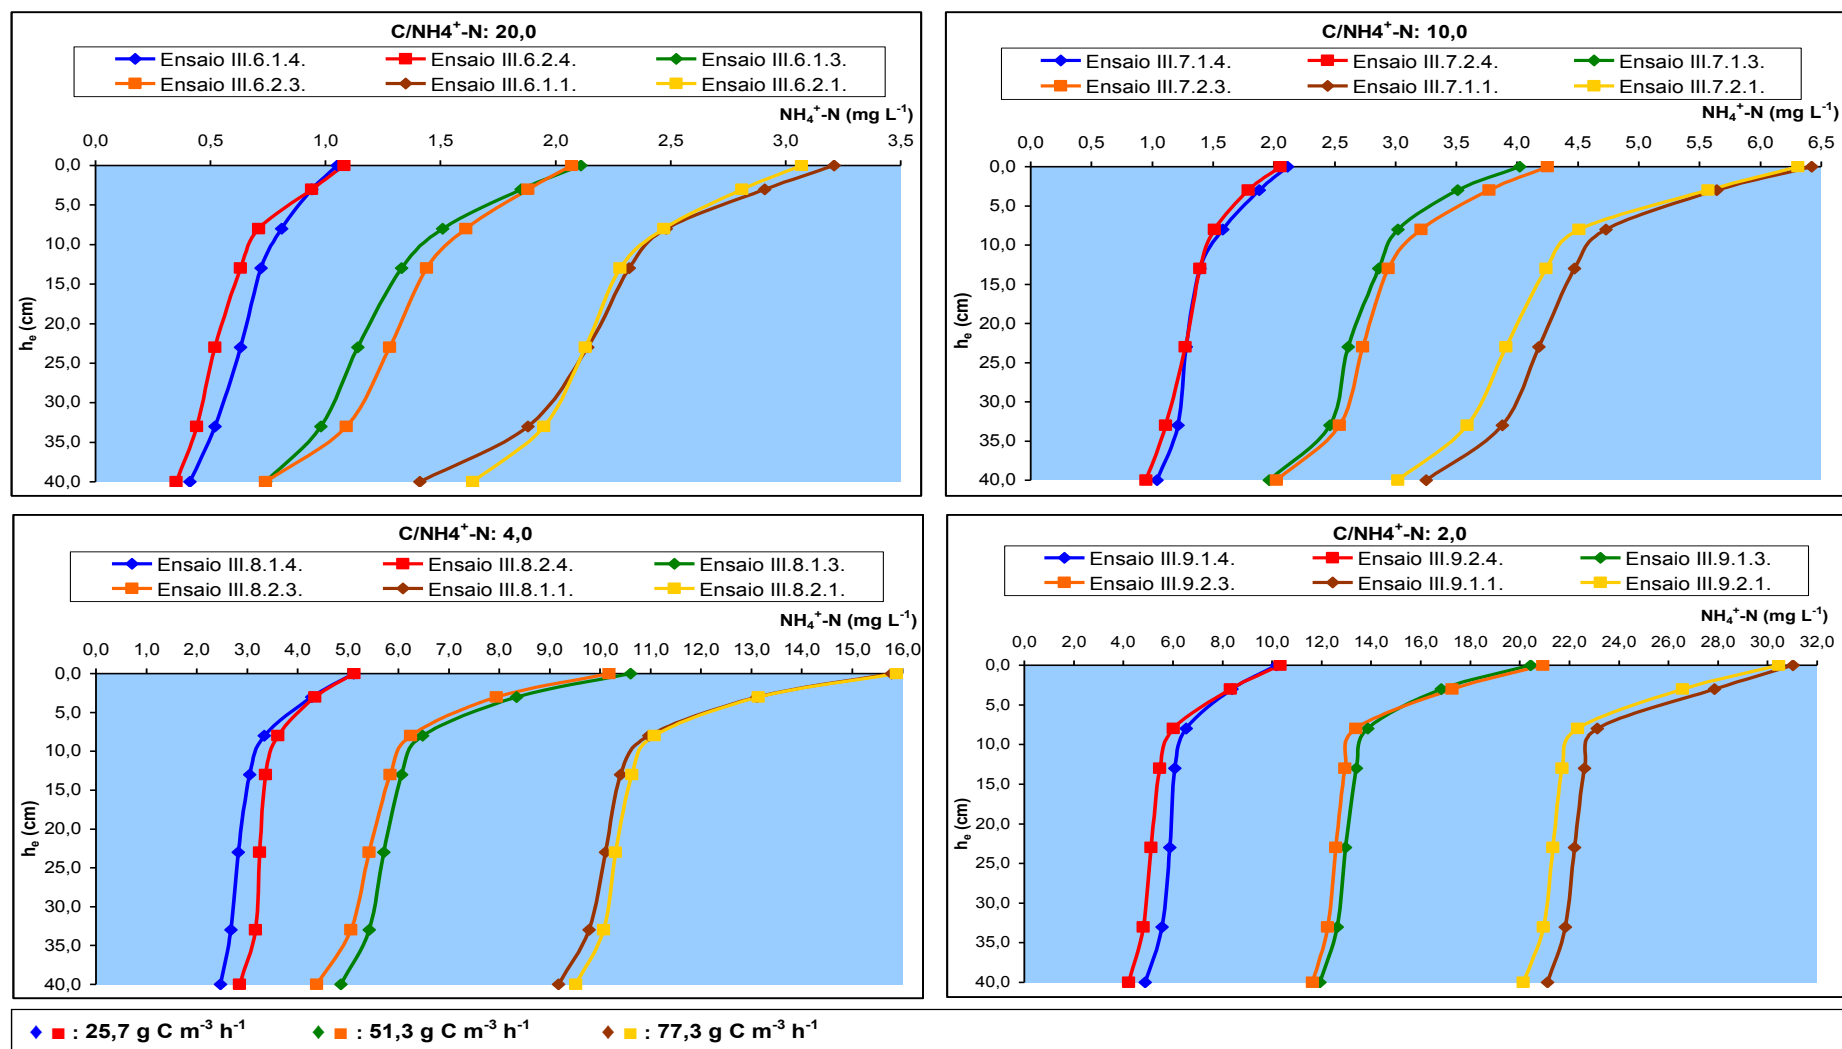 C/NH4⁺-N: 20,0
Ensaio III.6.1.4. Ensaio III.6.2.4. Ensaio III.6.1.3.
Ensaio III.6.2.3. Ensaio III.6.1.1. Ensaio III.6.2.1.
NH₄⁺-N (mg L⁻¹)
0,0 0,5 1,0 1,5 2,0 2,5 3,0 3,5
0,0
5,0
10,0
15,0
20,0
25,0
30,0
35,0
40,0
hₑ (cm)
C/NH4⁺-N: 10,0
Ensaio III.7.1.4. Ensaio III.7.2.4. Ensaio III.7.1.3.
Ensaio III.7.2.3. Ensaio III.7.1.1. Ensaio III.7.2.1.
NH₄⁺-N (mg L⁻¹)
0,0 0,5 1,0 1,5 2,0 2,5 3,0 3,5 4,0 4,5 5,0 5,5 6,0 6,5
0,0
5,0
10,0
15,0
20,0
25,0
30,0
35,0
40,0
hₑ (cm)
C/NH4⁺-N: 4,0
Ensaio III.8.1.4. Ensaio III.8.2.4. Ensaio III.8.1.3.
Ensaio III.8.2.3. Ensaio III.8.1.1. Ensaio III.8.2.1.
NH₄⁺-N (mg L⁻¹)
0,0 1,0 2,0 3,0 4,0 5,0 6,0 7,0 8,0 9,0 10,0 11,0 12,0 13,0 14,0 15,0 16,0
0,0
5,0
10,0
15,0
20,0
25,0
30,0
35,0
40,0
hₑ (cm)
C/NH4⁺-N: 2,0
Ensaio III.9.1.4. Ensaio III.9.2.4. Ensaio III.9.1.3.
Ensaio III.9.2.3. Ensaio III.9.1.1. Ensaio III.9.2.1.
NH₄⁺-N (mg L⁻¹)
0,0 2,0 4,0 6,0 8,0 10,0 12,0 14,0 16,0 18,0 20,0 22,0 24,0 26,0 28,0 30,0 32,0
0,0
5,0
10,0
15,0
20,0
25,0
30,0
35,0
40,0
hₑ (cm)
: 25,7 g C m⁻³ h⁻¹ : 51,3 g C m⁻³ h⁻¹ : 77,3 g C m⁻³ h⁻¹